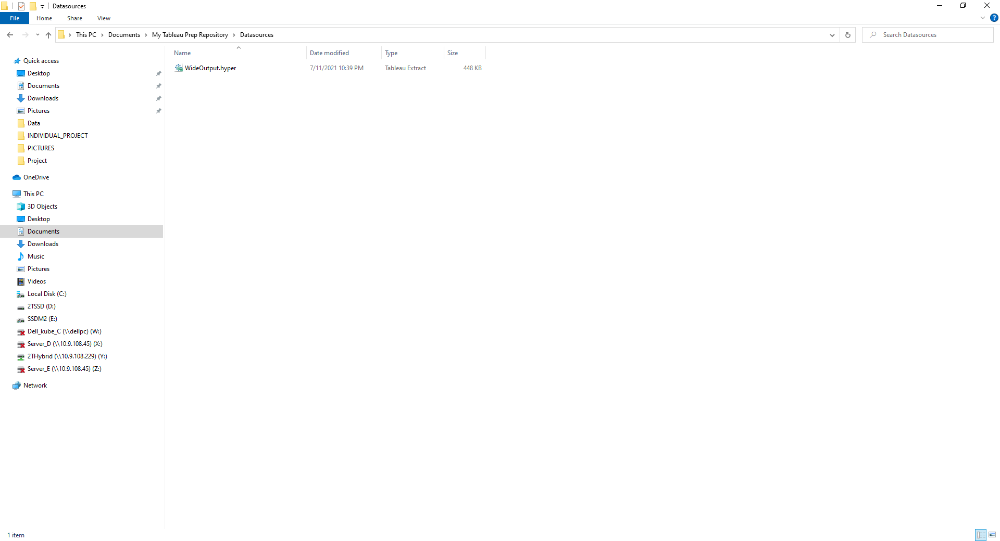 Datasources
File Home Share View
This PC Documents My Tableau Prep Repository Datasources
Search Datasources
Name Date modified Type Size
WideOutput.hyper 7/11/2021 10:39 PM Tableau Extract 448 KB
Quick access
Desktop
Documents
Downloads
Pictures
Data
INDIVIDUAL_PROJECT
PICTURES
Project
OneDrive
This PC
3D Objects
Desktop
Documents
Downloads
Music
Pictures
Videos
Local Disk (C:)
2TSSD (D:)
SSDM2 (E:)
Dell_kube_C (\\dellpc) (W:)
Server_D (\\10.9.108.45) (X:)
2THybrid (\\10.9.108.229) (Y:)
Server_E (\\10.9.108.45) (Z:)
Network
1 item